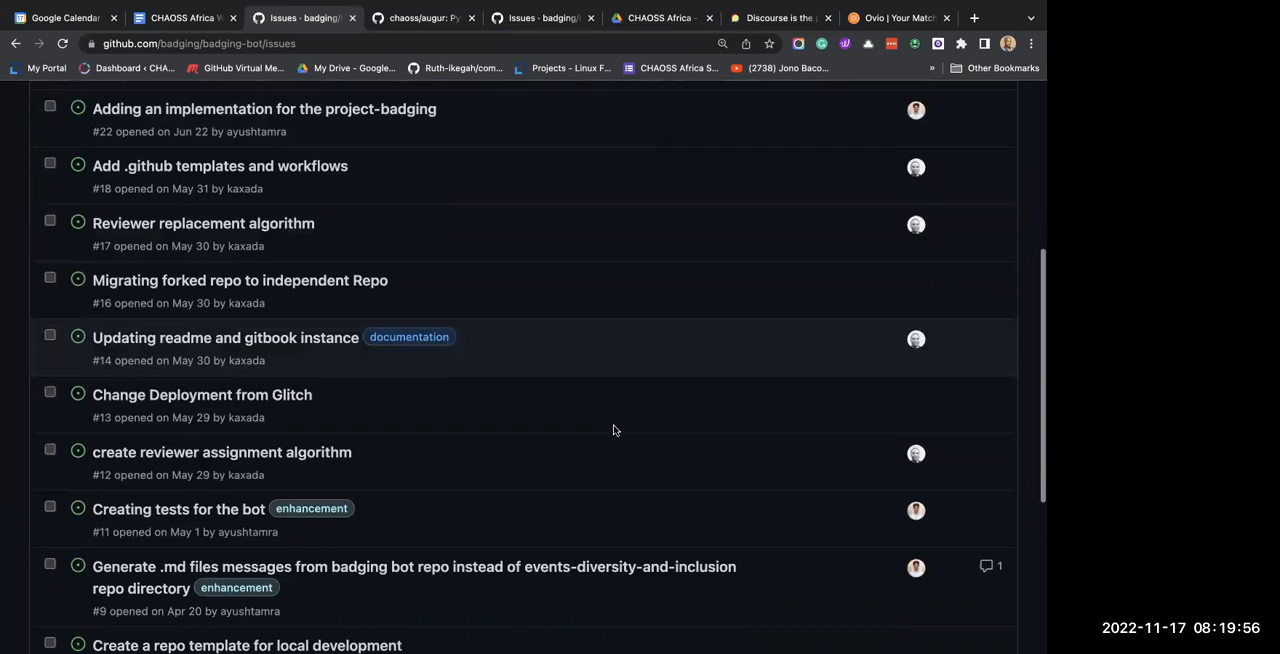 Google Calendar
CHAOSS Africa W
Issues · badging/
chaoss/augur: Py
Issues · badging/
CHAOSS Africa -
Discourse is the
Ovio | Your Matc
github.com/badging/badging-bot/issues
My Portal
Dashboard ‹ CHA...
GitHub Virtual Me...
My Drive - Google...
Ruth-ikegah/com...
Projects - Linux F...
CHAOSS Africa S...
(2738) Jono Baco...
»
Other Bookmarks
Adding an implementation for the project-badging
#22 opened on Jun 22 by ayushtamra
Add .github templates and workflows
#18 opened on May 31 by kaxada
Reviewer replacement algorithm
#17 opened on May 30 by kaxada
Migrating forked repo to independent Repo
#16 opened on May 30 by kaxada
Updating readme and gitbook instance documentation
#14 opened on May 30 by kaxada
Change Deployment from Glitch
#13 opened on May 29 by kaxada
create reviewer assignment algorithm
#12 opened on May 29 by kaxada
Creating tests for the bot enhancement
#11 opened on May 1 by ayushtamra
Generate .md files messages from badging bot repo instead of events-diversity-and-inclusion
1
repo directory enhancement
#9 opened on Apr 20 by ayushtamra
Create a repo template for local development
2022-11-17 08:19:56